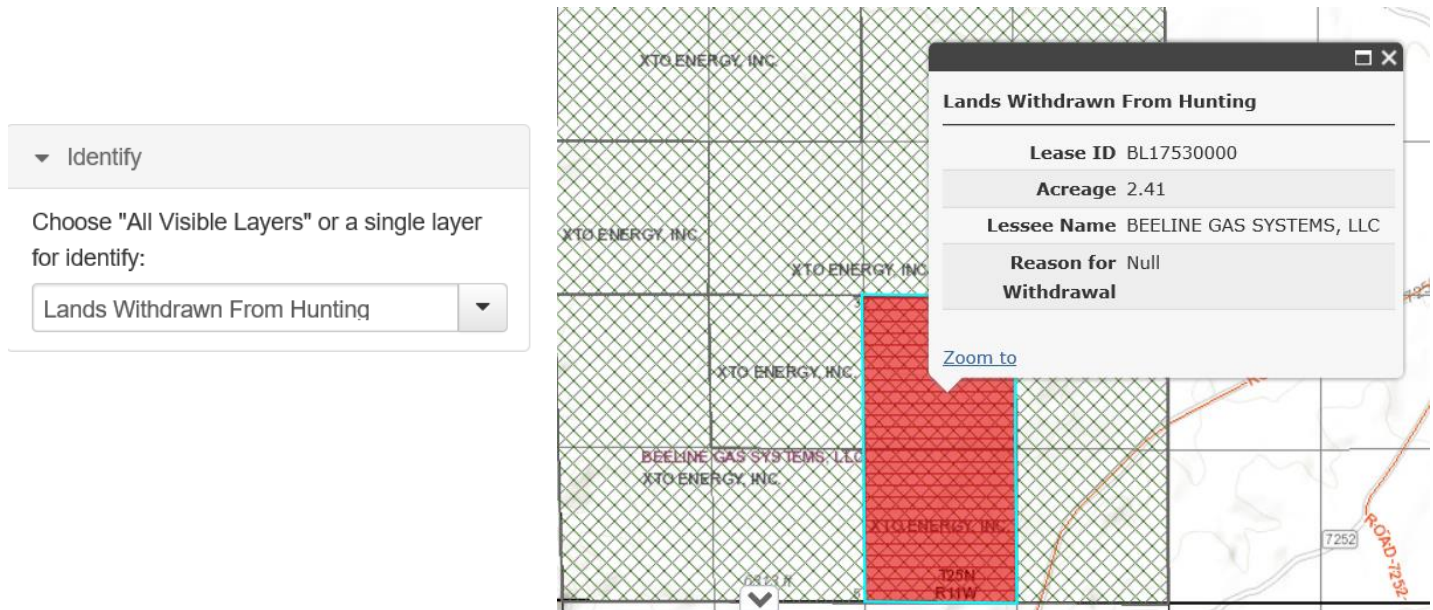 Identify
Choose "All Visible Layers" or a single layer
for identify:
Lands Withdrawn From Hunting
XTO ENERGY, INC.
Lands Withdrawn From Hunting
Lease ID BL17530000
Acreage 2.41
Lessee Name BEELINE GAS SYSTEMS, LLC
Reason for Null
Withdrawal
Zoom to
XTO ENERGY, INC.
XTO ENERGY, INC
XTO ENERGY, INC.
BEELINE GAS SYSTEMS, LLC
XTO ENERGY, INC.
XTO ENERGY, INC.
T25N
R11W
7252
ROAD-7252